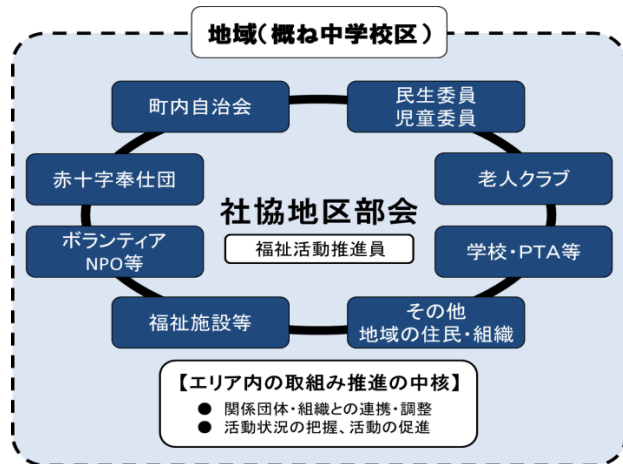 地域(概ね中学校区)
町内自治会
民生委員
児童委員
赤十字奉仕団
老人クラブ
社協地区部会
福祉活動推進員
ボランティア
NPO等
学校・PTA等
福祉施設等
その他
地域の住民・組織
【エリア内の取組み推進の中核】
● 関係団体・組織との連携・調整
● 活動状況の把握、活動の促進